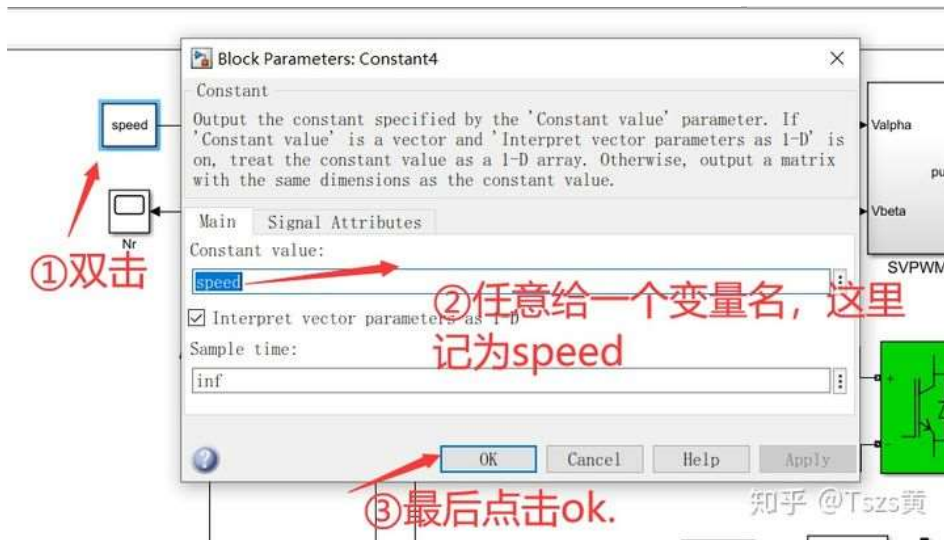 Block Parameters: Constant4
Constant
Output the constant specified by the 'Constant value' parameter. If
'Constant value' is a vector and 'Interpret vector parameters as 1-D' is
on, treat the constant value as a 1-D array. Otherwise, output a matrix
with the same dimensions as the constant value.
Main
Signal Attributes
Constant value:
speed
Interpret vector parameters as 1-D
Sample time:
inf
OK
Cancel
Help
Apply
speed
Nr
①双击
②任意给一个变量名，这里
记为speed
③最后点击ok.
Valpha
pu
Vbeta
SVPWM
+
-
知乎 @Tszs黄